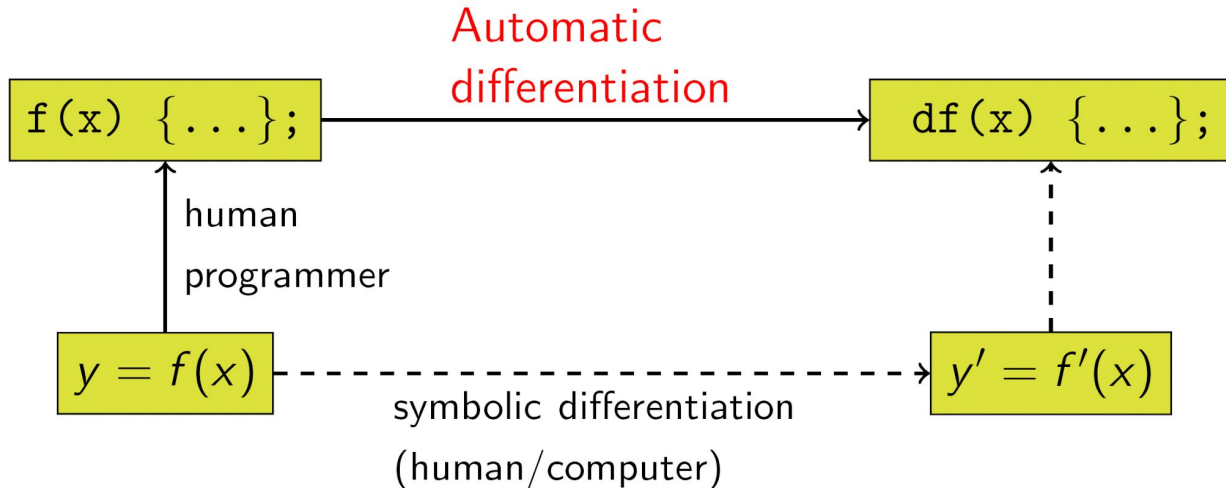 Automatic
differentiation
f(x) {...};
df(x) {...};
human
programmer
y = f(x)
y′ = f′(x)
symbolic differentiation
(human/computer)